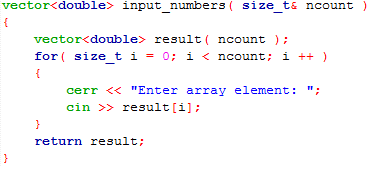 vector<double> input_numbers( size_t& ncount )
{
    vector<double> result( ncount );
    for( size_t i = 0; i < ncount; i ++ )
    {
        cerr << "Enter array element: ";
        cin >> result[i];
    }
    return result;
}